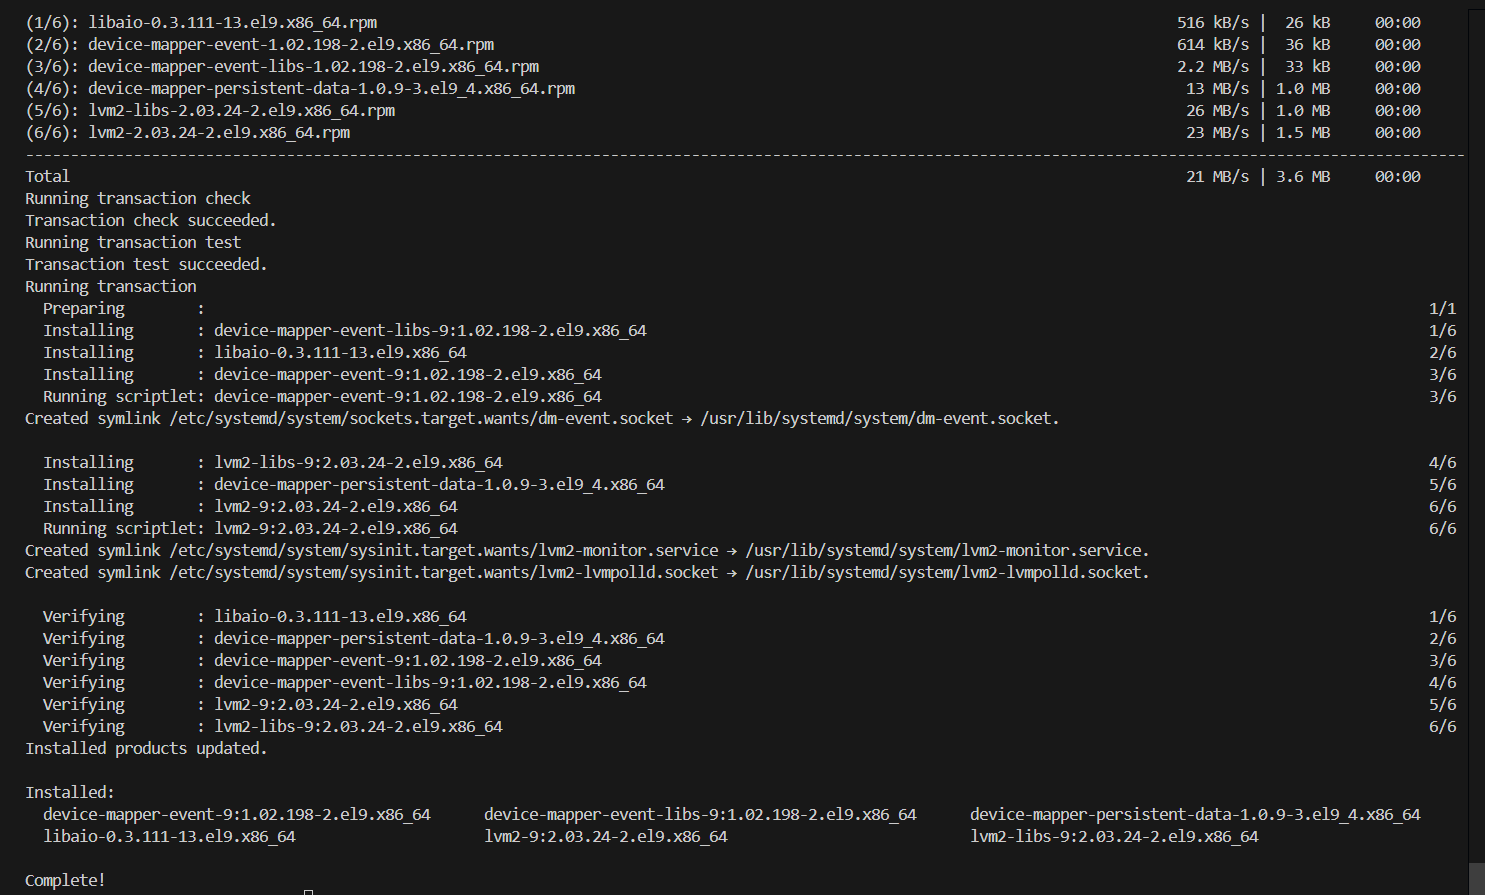 (1/6): libaio-0.3.111-13.el9.x86_64.rpm 516 kB/s | 26 kB 00:00
(2/6): device-mapper-event-1.02.198-2.el9.x86_64.rpm 614 kB/s | 36 kB 00:00
(3/6): device-mapper-event-libs-1.02.198-2.el9.x86_64.rpm 2.2 MB/s | 33 kB 00:00
(4/6): device-mapper-persistent-data-1.0.9-3.el9_4.x86_64.rpm 13 MB/s | 1.0 MB 00:00
(5/6): lvm2-libs-2.03.24-2.el9.x86_64.rpm 26 MB/s | 1.0 MB 00:00
(6/6): lvm2-2.03.24-2.el9.x86_64.rpm 23 MB/s | 1.5 MB 00:00
--------------------------------------------------------------------------------
Total 21 MB/s | 3.6 MB 00:00
Running transaction check
Transaction check succeeded.
Running transaction test
Transaction test succeeded.
Running transaction
Preparing : 1/1
Installing : device-mapper-event-libs-9:1.02.198-2.el9.x86_64 1/6
Installing : libaio-0.3.111-13.el9.x86_64 2/6
Installing : device-mapper-event-9:1.02.198-2.el9.x86_64 3/6
Running scriptlet: device-mapper-event-9:1.02.198-2.el9.x86_64 3/6
Created symlink /etc/systemd/system/sockets.target.wants/dm-event.socket → /usr/lib/systemd/system/dm-event.socket.
Installing : lvm2-libs-9:2.03.24-2.el9.x86_64 4/6
Installing : device-mapper-persistent-data-1.0.9-3.el9_4.x86_64 5/6
Installing : lvm2-9:2.03.24-2.el9.x86_64 6/6
Running scriptlet: lvm2-9:2.03.24-2.el9.x86_64 6/6
Created symlink /etc/systemd/system/sysinit.target.wants/lvm2-monitor.service → /usr/lib/systemd/system/lvm2-monitor.service.
Created symlink /etc/systemd/system/sysinit.target.wants/lvm2-lvmpolld.socket → /usr/lib/systemd/system/lvm2-lvmpolld.socket.
Verifying : libaio-0.3.111-13.el9.x86_64 1/6
Verifying : device-mapper-persistent-data-1.0.9-3.el9_4.x86_64 2/6
Verifying : device-mapper-event-9:1.02.198-2.el9.x86_64 3/6
Verifying : device-mapper-event-libs-9:1.02.198-2.el9.x86_64 4/6
Verifying : lvm2-9:2.03.24-2.el9.x86_64 5/6
Verifying : lvm2-libs-9:2.03.24-2.el9.x86_64 6/6
Installed products updated.
Installed:
device-mapper-event-9:1.02.198-2.el9.x86_64 device-mapper-event-libs-9:1.02.198-2.el9.x86_64 device-mapper-persistent-data-1.0.9-3.el9_4.x86_64
libaio-0.3.111-13.el9.x86_64 lvm2-9:2.03.24-2.el9.x86_64 lvm2-libs-9:2.03.24-2.el9.x86_64
Complete!